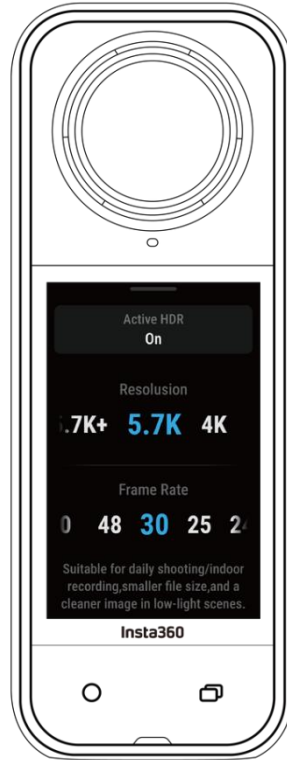 Active HDR
On
Resolusion
.7K+ 5.7K 4K
Frame Rate
0 48 30 25 24
Suitable for daily shooting/indoor
recording,smaller file size,and a
cleaner image in low-light scenes.
Insta360